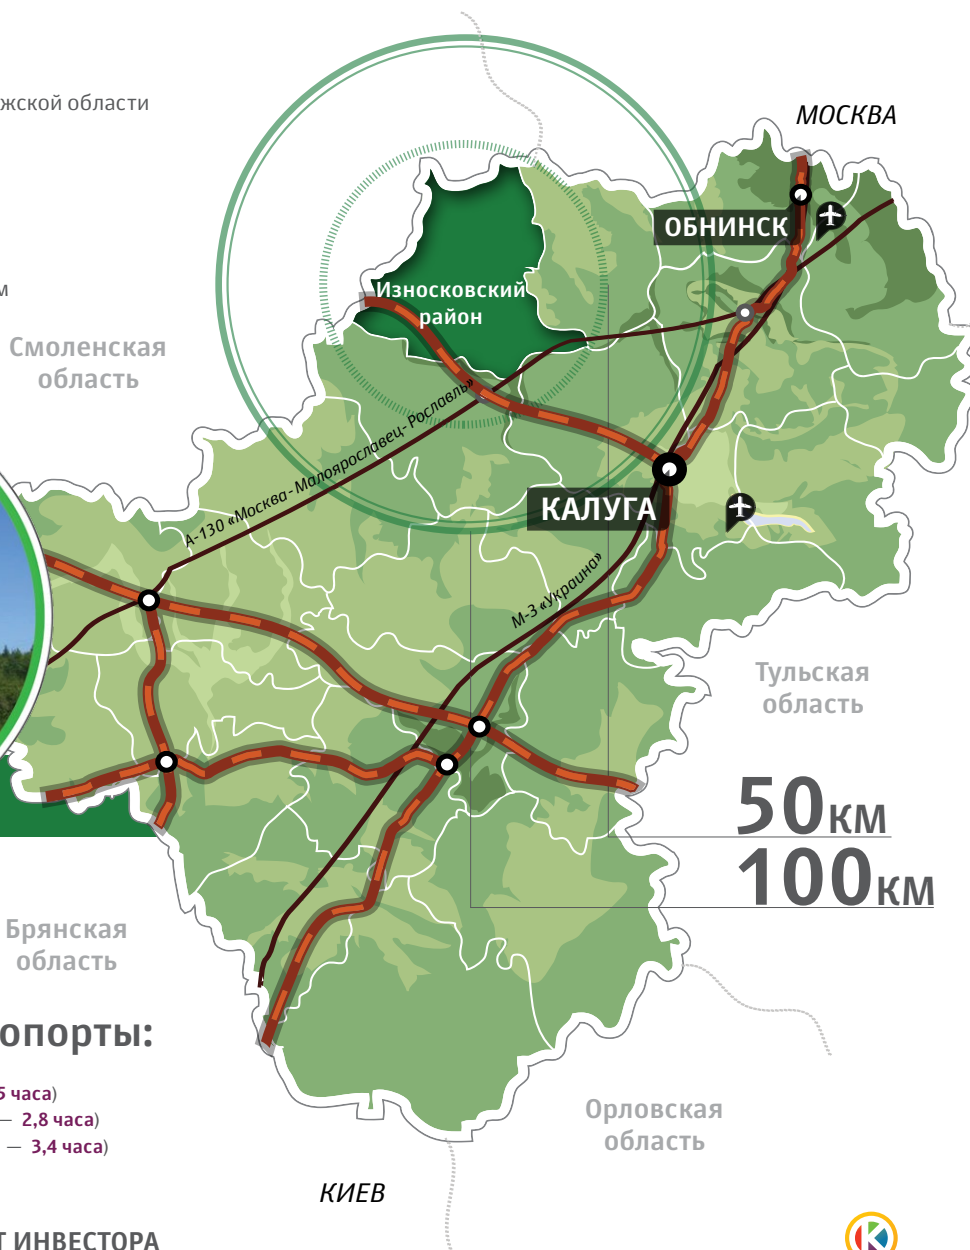 жской области
МОСКВА
ОБНИНСК
м
Износковский
район
Смоленская
область
А-130 «Москва-Малоярославец-Рославль»
КАЛУГА
М-3 «Украина»
Тульская
область
50КМ
100КМ
Брянская
область
опорты:
5 часа)
— 2,8 часа)
— 3,4 часа)
Орловская
область
КИЕВ
Т ИНВЕСТОРА